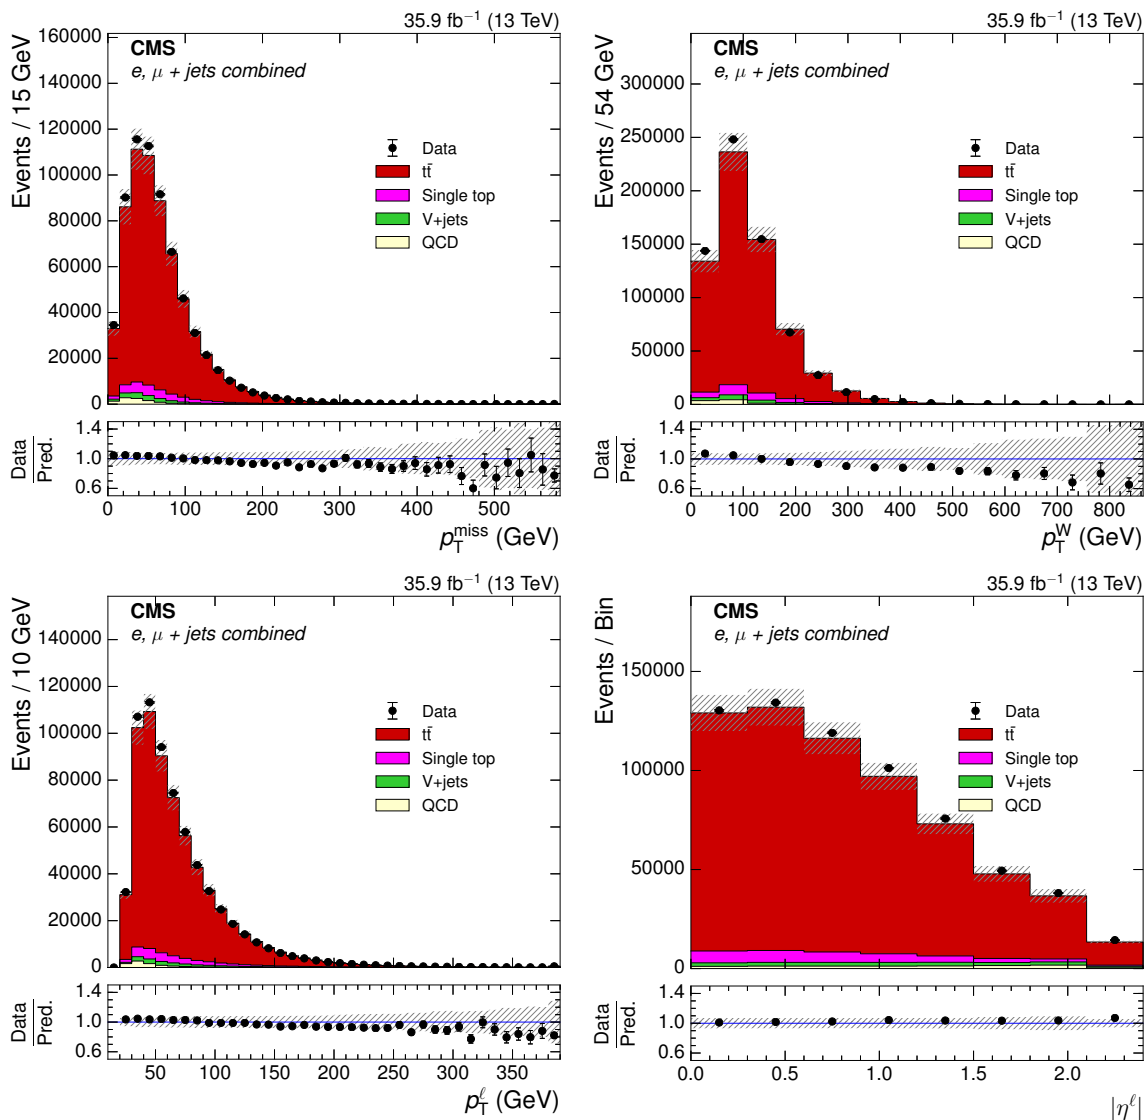 35.9 fb⁻¹ (13 TeV)
CMS
e, μ + jets combined
Events / 15 GeV
160000
140000
120000
100000
80000
60000
40000
20000
0
Data
tt̄
Single top
V+jets
QCD
Data
Pred.
1.4
1.0
0.6
0 100 200 300 400 500
p_T^miss (GeV)
35.9 fb⁻¹ (13 TeV)
CMS
e, μ + jets combined
Events / 54 GeV
300000
250000
200000
150000
100000
50000
0
Data
tt̄
Single top
V+jets
QCD
Data
Pred.
1.4
1.0
0.6
0 100 200 300 400 500 600 700 800
p_T^W (GeV)
35.9 fb⁻¹ (13 TeV)
CMS
e, μ + jets combined
Events / 10 GeV
140000
120000
100000
80000
60000
40000
20000
0
Data
tt̄
Single top
V+jets
QCD
Data
Pred.
1.4
1.0
0.6
50 100 150 200 250 300 350
p_T^ℓ (GeV)
35.9 fb⁻¹ (13 TeV)
CMS
e, μ + jets combined
Events / Bin
150000
100000
50000
0
Data
tt̄
Single top
V+jets
QCD
Data
Pred.
1.4
1.0
0.6
0.0 0.5 1.0 1.5 2.0
|η^ℓ|